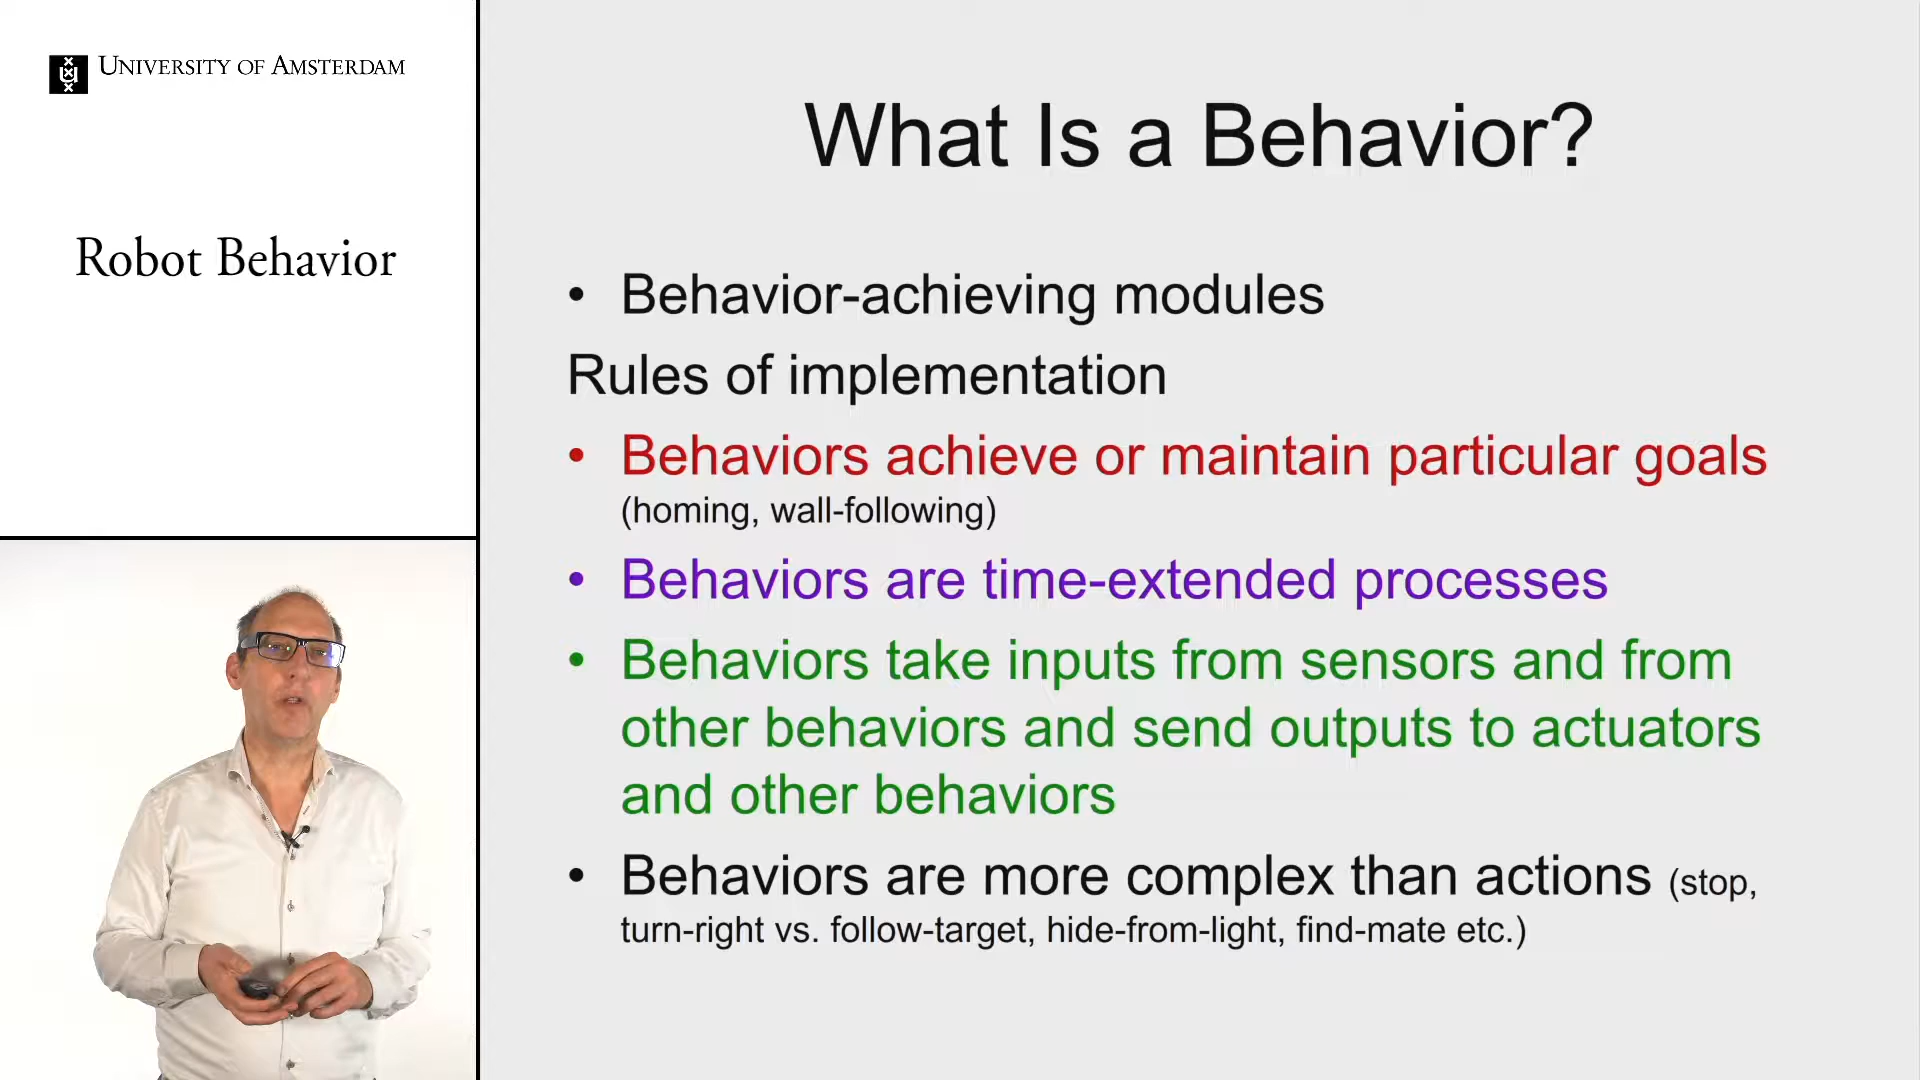 UNIVERSITY OF AMSTERDAM
Robot Behavior
What Is a Behavior?
• Behavior-achieving modules
Rules of implementation
• Behaviors achieve or maintain particular goals
(homing, wall-following)
• Behaviors are time-extended processes
• Behaviors take inputs from sensors and from
other behaviors and send outputs to actuators
and other behaviors
• Behaviors are more complex than actions (stop,
turn-right vs. follow-target, hide-from-light, find-mate etc.)